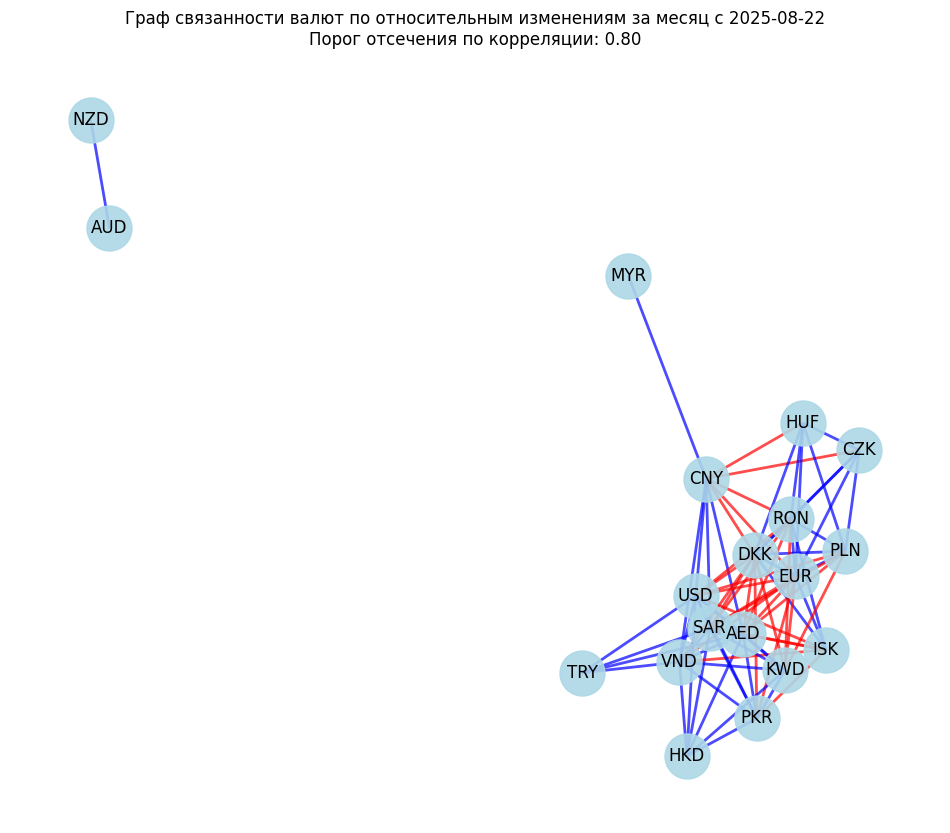 Граф связанности валют по относительным изменениям за месяц с 2025-08-22
Порог отсечения по корреляции: 0.80
NZD
AUD
MYR
HUF
CZK
CNY
RON
PLN
DKK
EUR
USD
SAR
AED
ISK
VND
KWD
TRY
PKR
HKD